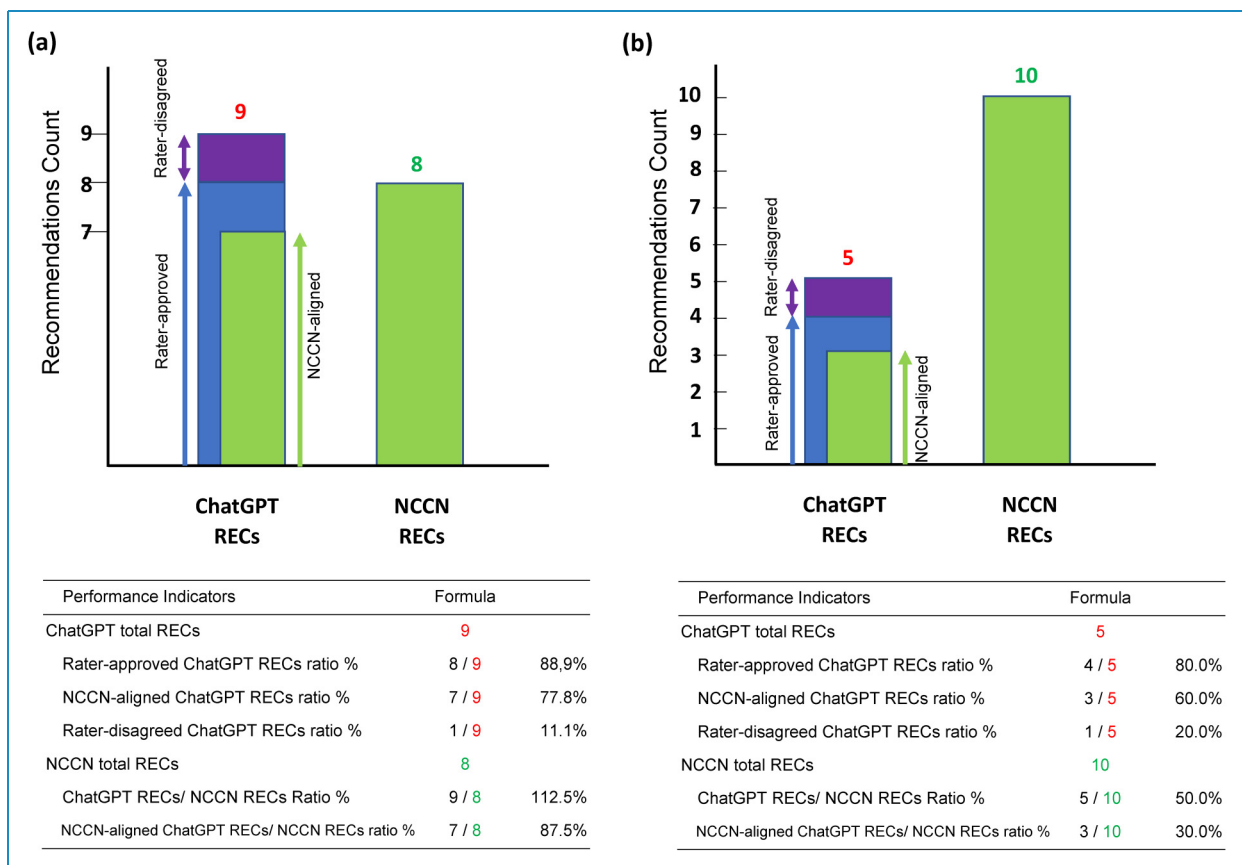 (a)
Recommendations Count
9
8
7
Rater-disagreed
Rater-approved
9
NCCN-aligned
8
ChatGPT
RECs
NCCN
RECs
Performance Indicators Formula
ChatGPT total RECs 9
Rater-approved ChatGPT RECs ratio % 8 / 9 88,9%
NCCN-aligned ChatGPT RECs ratio % 7 / 9 77.8%
Rater-disagreed ChatGPT RECs ratio % 1 / 9 11.1%
NCCN total RECs 8
ChatGPT RECs/ NCCN RECs Ratio % 9 / 8 112.5%
NCCN-aligned ChatGPT RECs/ NCCN RECs ratio % 7 / 8 87.5%
(b)
Recommendations Count
10
9
8
7
6
5
4
3
2
1
Rater-disagreed
Rater-approved
5
NCCN-aligned
10
ChatGPT
RECs
NCCN
RECs
Performance Indicators Formula
ChatGPT total RECs 5
Rater-approved ChatGPT RECs ratio % 4 / 5 80.0%
NCCN-aligned ChatGPT RECs ratio % 3 / 5 60.0%
Rater-disagreed ChatGPT RECs ratio % 1 / 5 20.0%
NCCN total RECs 10
ChatGPT RECs/ NCCN RECs Ratio % 5 / 10 50.0%
NCCN-aligned ChatGPT RECs/ NCCN RECs ratio % 3 / 10 30.0%